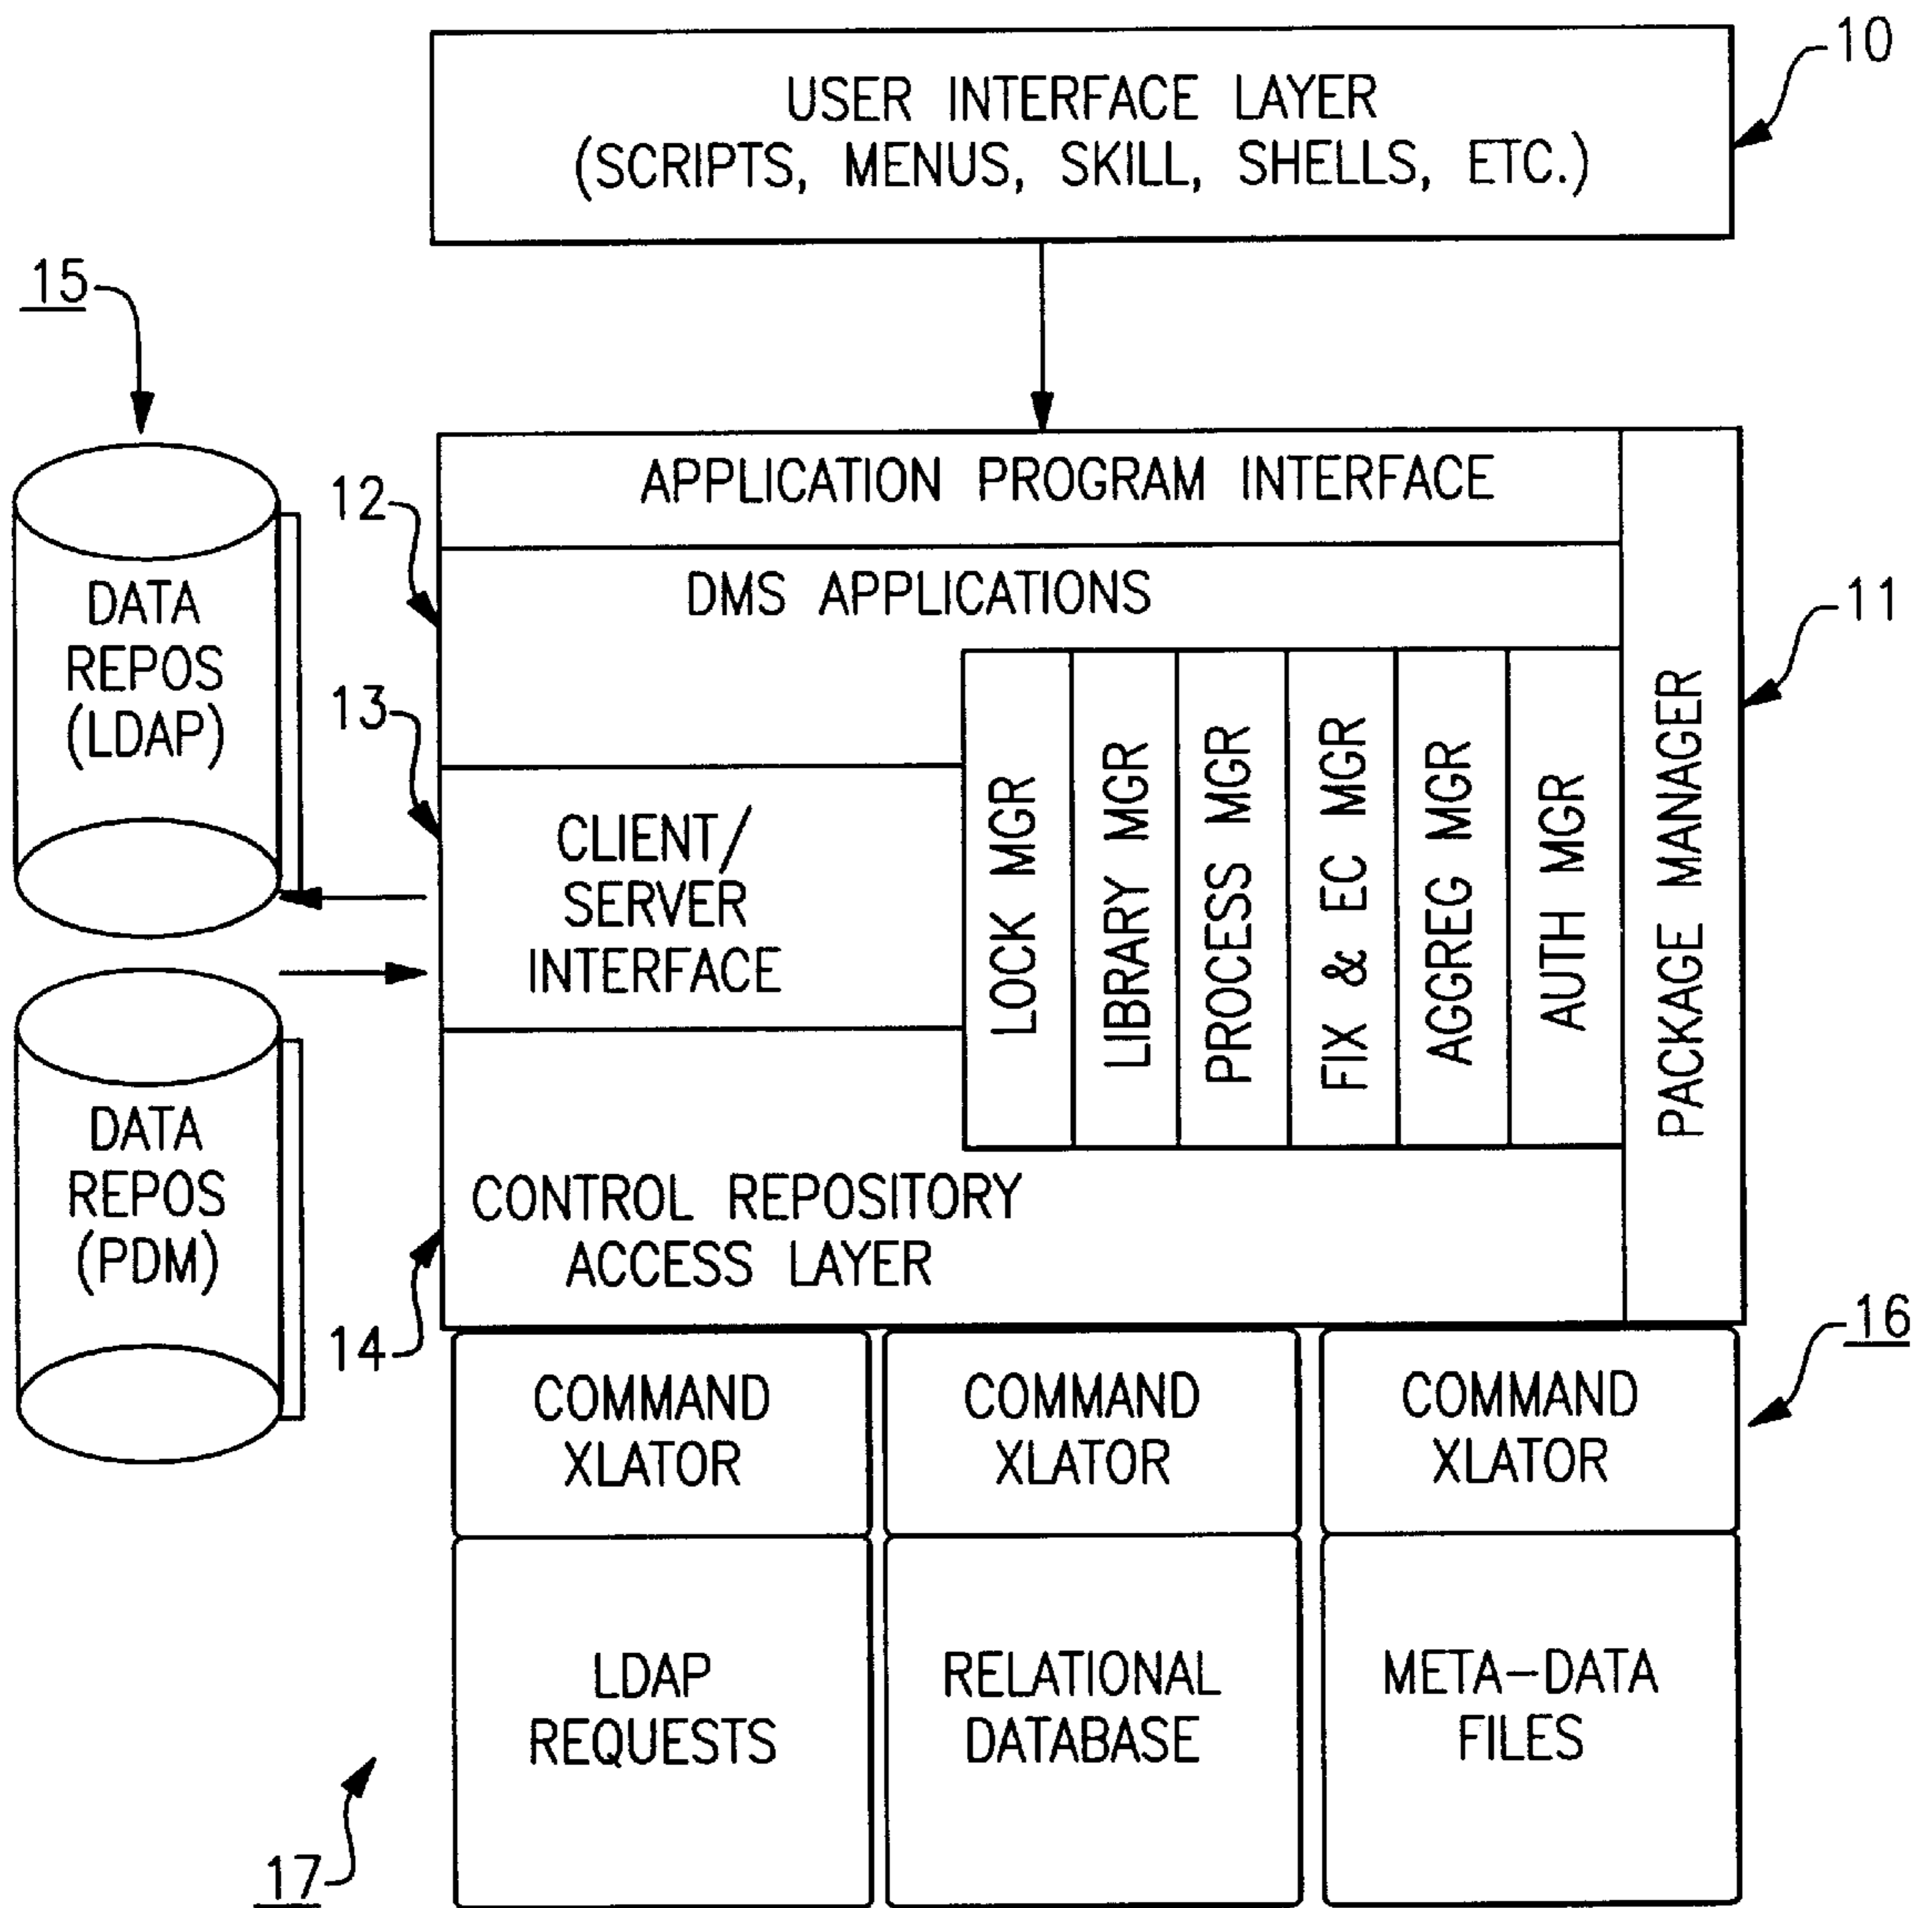 10
USER INTERFACE LAYER
(SCRIPTS, MENUS, SKILL, SHELLS, ETC.)
15
DATA
REPOS
(LDAP)
DATA
REPOS
(PDM)
12
13
14
APPLICATION PROGRAM INTERFACE
DMS APPLICATIONS
CLIENT/
SERVER
INTERFACE
LOCK MGR
LIBRARY MGR
PROCESS MGR
FIX & EC MGR
AGGREG MGR
AUTH MGR
PACKAGE MANAGER
11
CONTROL REPOSITORY
ACCESS LAYER
16
COMMAND
XLATOR
COMMAND
XLATOR
COMMAND
XLATOR
LDAP
REQUESTS
RELATIONAL
DATABASE
META-DATA
FILES
17